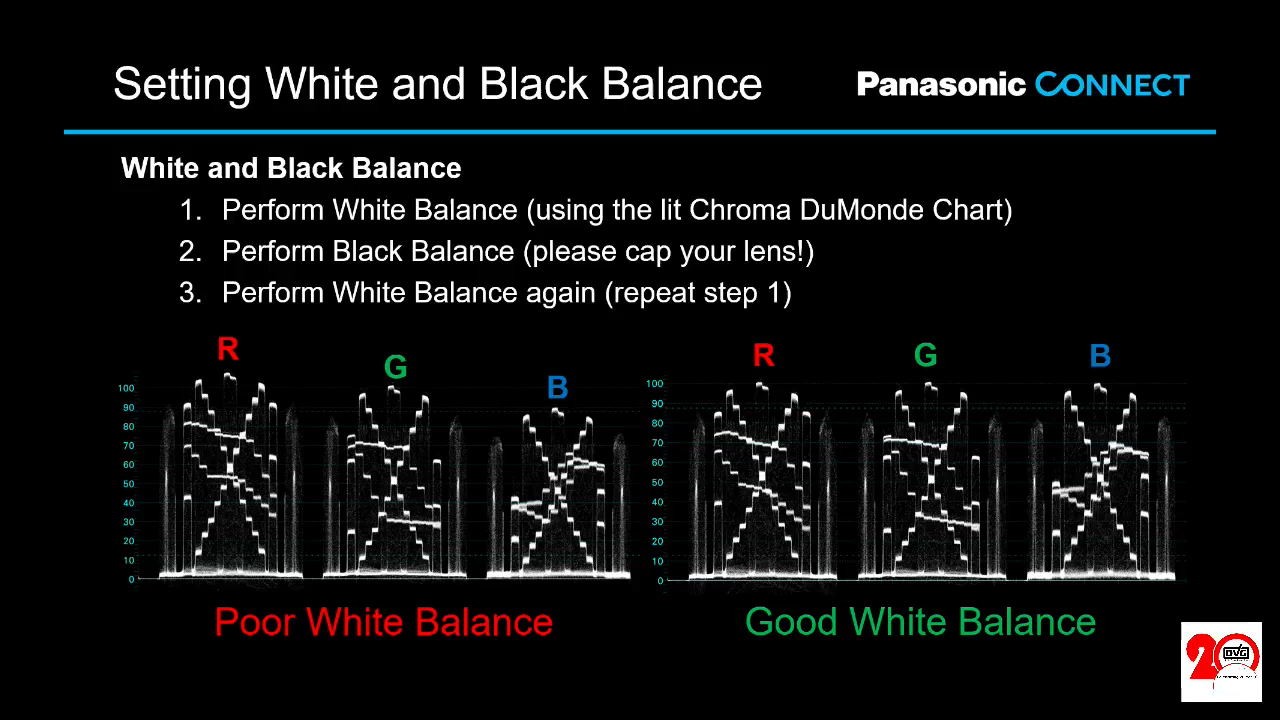 Setting White and Black Balance
Panasonic CONNECT
White and Black Balance
1. Perform White Balance (using the lit Chroma DuMonde Chart)
2. Perform Black Balance (please cap your lens!)
3. Perform White Balance again (repeat step 1)
R
G
B
100
90
80
70
60
50
40
30
20
10
0
R
G
B
100
90
80
70
60
50
40
30
20
10
0
Poor White Balance
Good White Balance
20
DVG